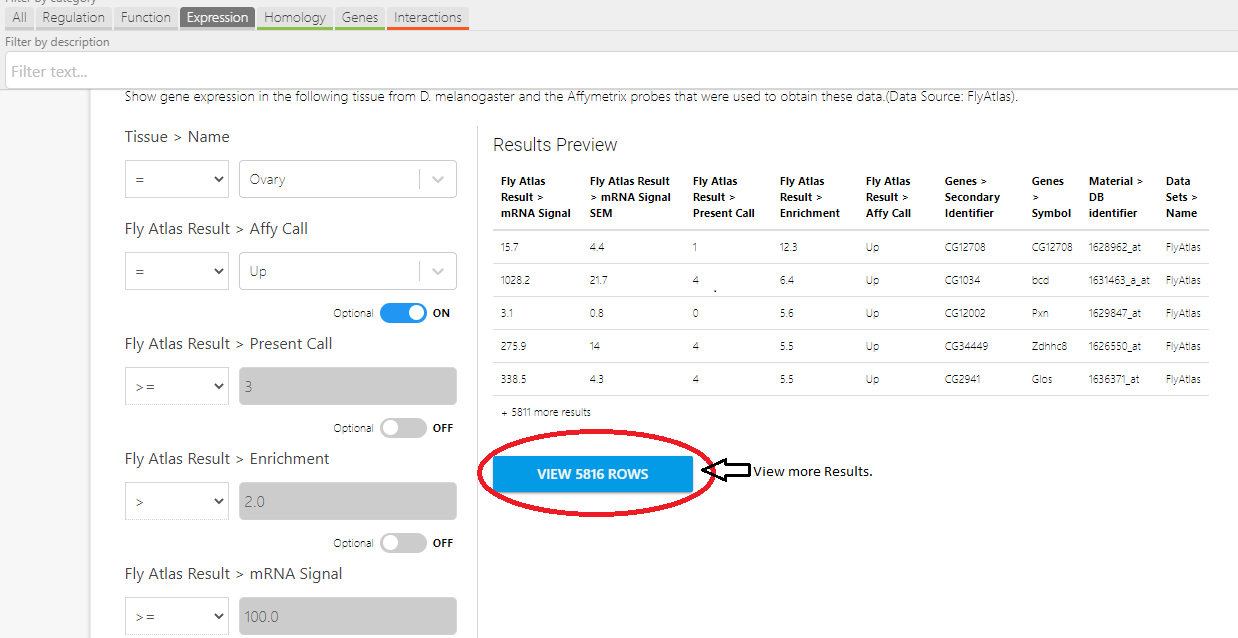 Filter by category
All Regulation Function Expression Homology Genes Interactions
Filter by description
Filter text...
Show gene expression in the following tissue from D. melanogaster and the Affymetrix probes that were used to obtain these data.(Data Source: FlyAtlas).
Tissue > Name
= Ovary
Fly Atlas Result > Affy Call
= Up
Optional ON
Fly Atlas Result > Present Call
>= 3
Optional OFF
Fly Atlas Result > Enrichment
> 2.0
Optional OFF
Fly Atlas Result > mRNA Signal
>= 100.0
Results Preview
Fly Atlas Fly Atlas Result Fly Atlas Fly Atlas Fly Atlas Genes > Genes Material > Data
Result > > mRNA Signal Result > Result > Result > Secondary > DB Sets >
mRNA Signal SEM Present Call Enrichment Affy Call Identifier Symbol identifier Name
15.7 4.4 1 12.3 Up CG12708 CG12708 1628962_at FlyAtlas
1028.2 21.7 4 6.4 Up CG1034 bcd 1631463_a_at FlyAtlas
3.1 0.8 0 5.6 Up CG12002 Pxn 1629847_at FlyAtlas
275.9 14 4 5.5 Up CG34449 Zdhhc8 1626550_at FlyAtlas
338.5 4.3 4 5.5 Up CG2941 Glos 1636371_at FlyAtlas
+ 5811 more results
VIEW 5816 ROWS
View more Results.